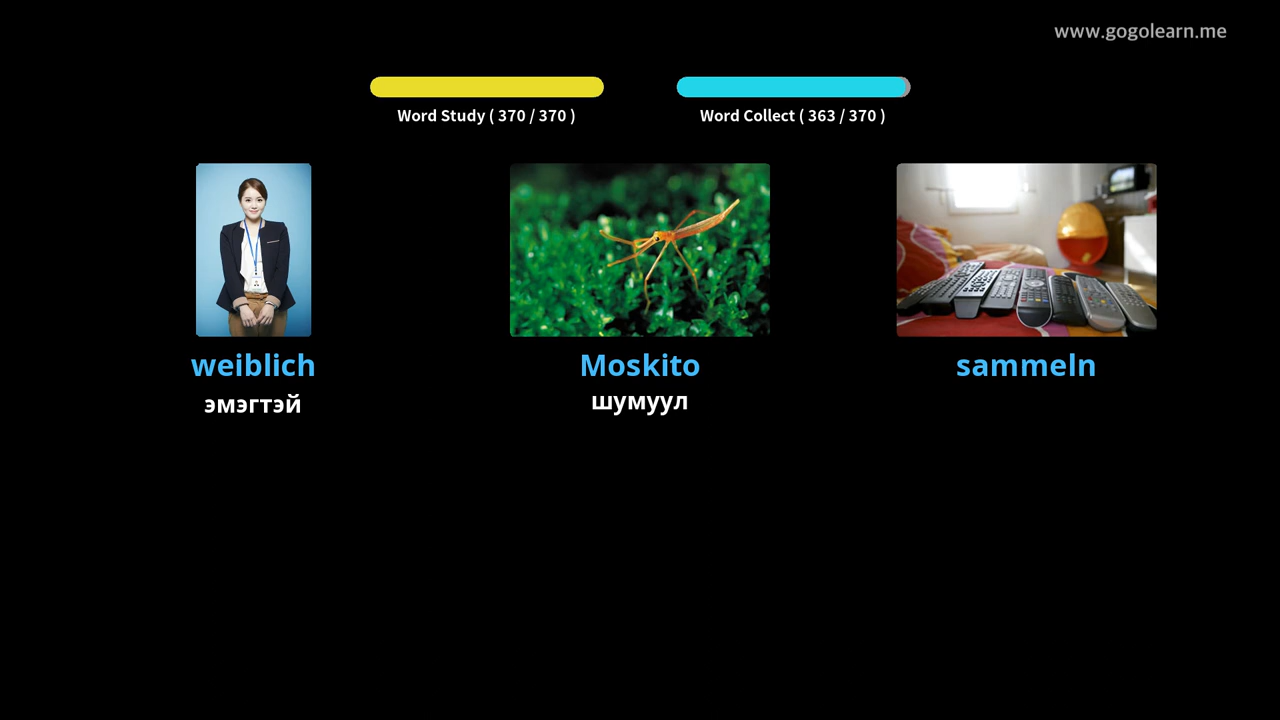 www.gogolearn.me
Word Study ( 370 / 370 )
Word Collect ( 363 / 370 )
weiblich
Moskito
sammeln
эмэгтэй
шумуул